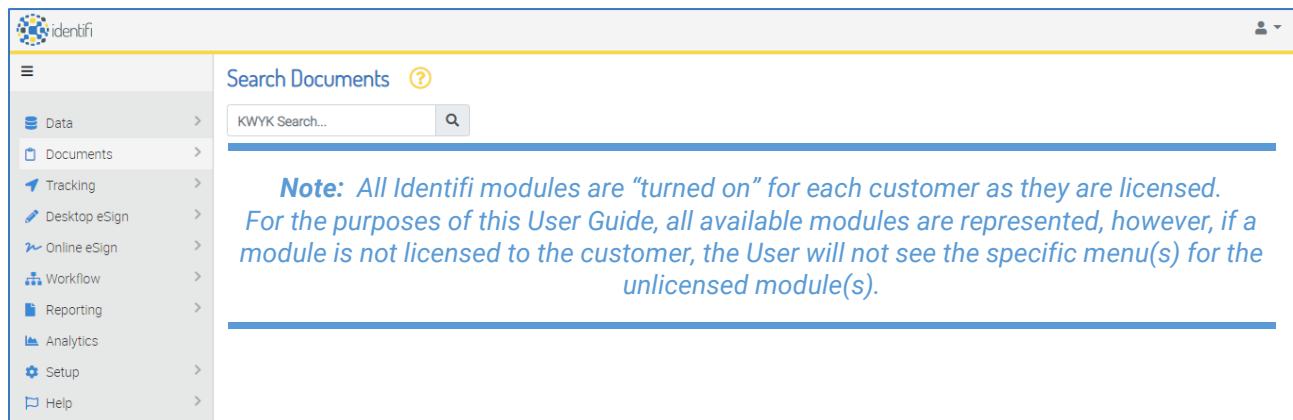 identifi
Search Documents
KWYK Search...
Data
Documents
Tracking
Desktop eSign
Online eSign
Workflow
Reporting
Analytics
Setup
Help
Note: All Identifi modules are “turned on” for each customer as they are licensed.
For the purposes of this User Guide, all available modules are represented, however, if a
module is not licensed to the customer, the User will not see the specific menu(s) for the
unlicensed module(s).